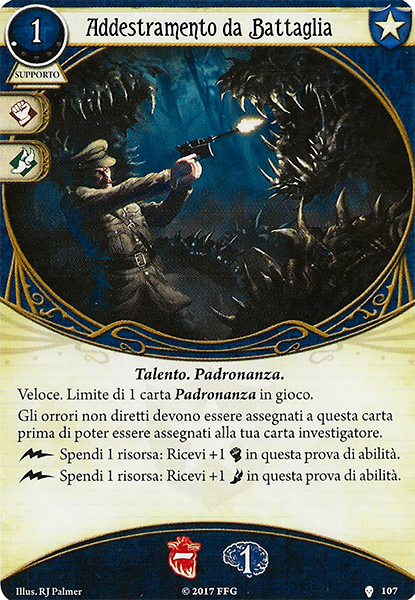 1
Addestramento da Battaglia
SUPPORTO
Talento. Padronanza.
Veloce. Limite di 1 carta Padronanza in gioco.
Gli orrori non diretti devono essere assegnati a questa carta
prima di poter essere assegnati alla tua carta investigatore.
Spendi 1 risorsa: Ricevi +1 in questa prova di abilità.
Spendi 1 risorsa: Ricevi +1 in questa prova di abilità.
– 1
Illus. RJ Palmer © 2017 FFG 107